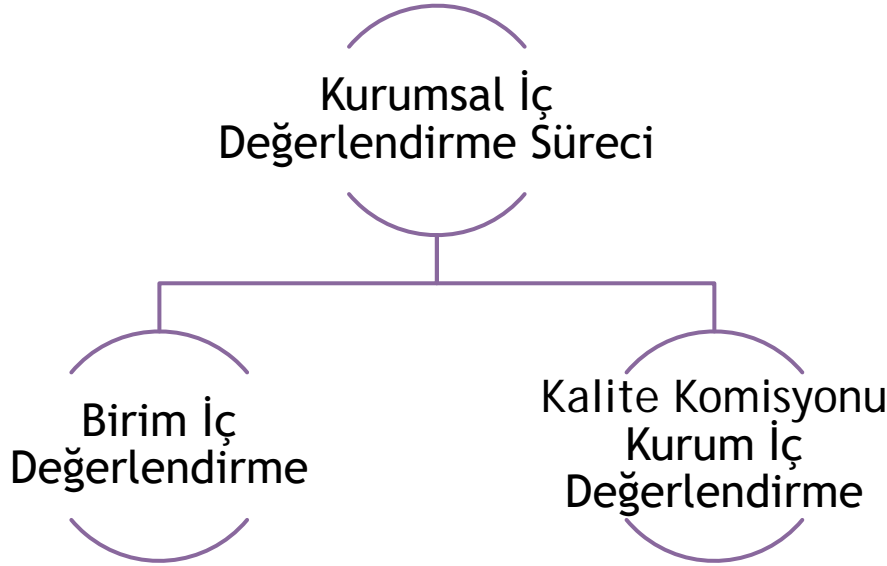 Kurumsal İç
Değerlendirme Süreci
Birim İç
Değerlendirme
Kalite Komisyonu
Kurum İç
Değerlendirme